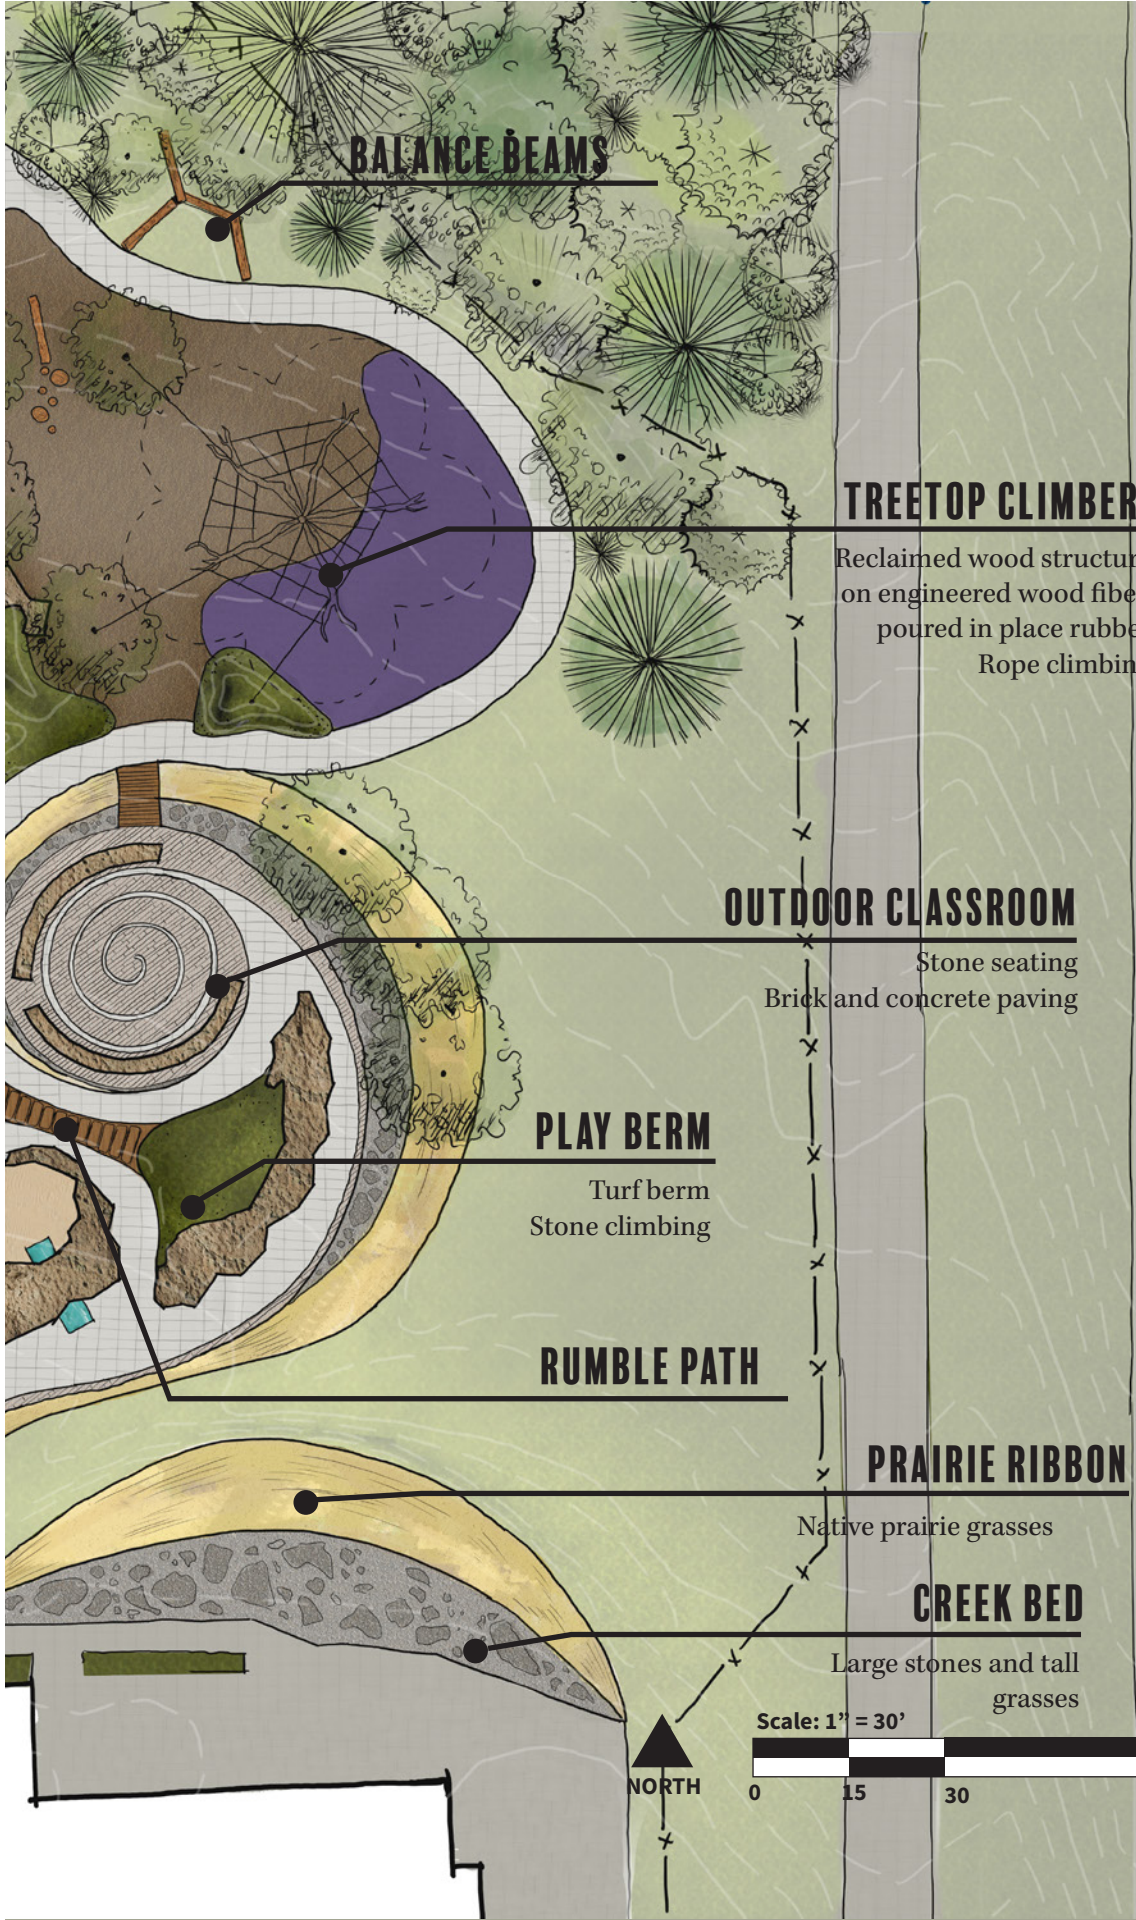 BALANCE BEAMS
TREETOP CLIMBER
Reclaimed wood structur
on engineered wood fibe
poured in place rubbe
Rope climbin
OUTDOOR CLASSROOM
Stone seating
Brick and concrete paving
PLAY BERM
Turf berm
Stone climbing
RUMBLE PATH
PRAIRIE RIBBON
Native prairie grasses
CREEK BED
Large stones and tall
grasses
Scale: 1” = 30’
NORTH
0 15 30